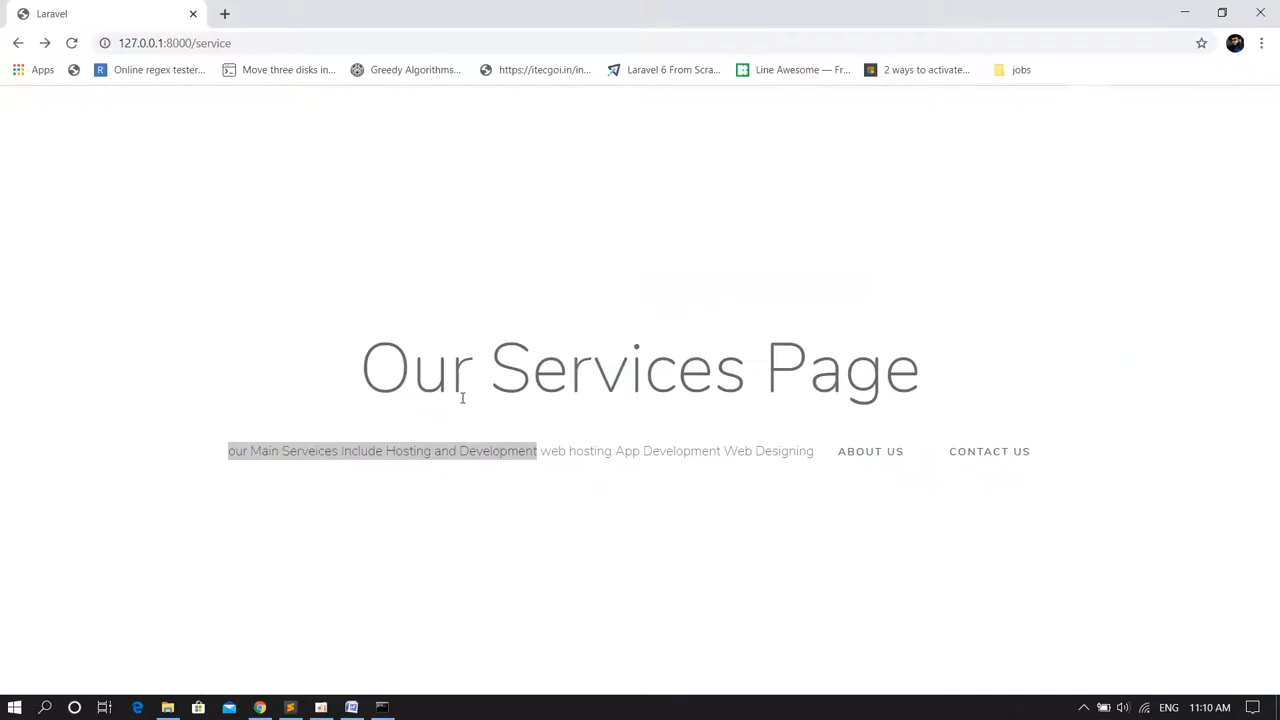 Laravel
127.0.0.1:8000/service
Apps Online regex tester... Move three disks in... Greedy Algorithms... https://itecgoi.in/in... Laravel 6 From Scra... Line Awesome — Fr... 2 ways to activate... jobs
Our Services Page
our Main Serveices Include Hosting and Development web hosting App Development Web Designing ABOUT US CONTACT US
ENG 11:10 AM